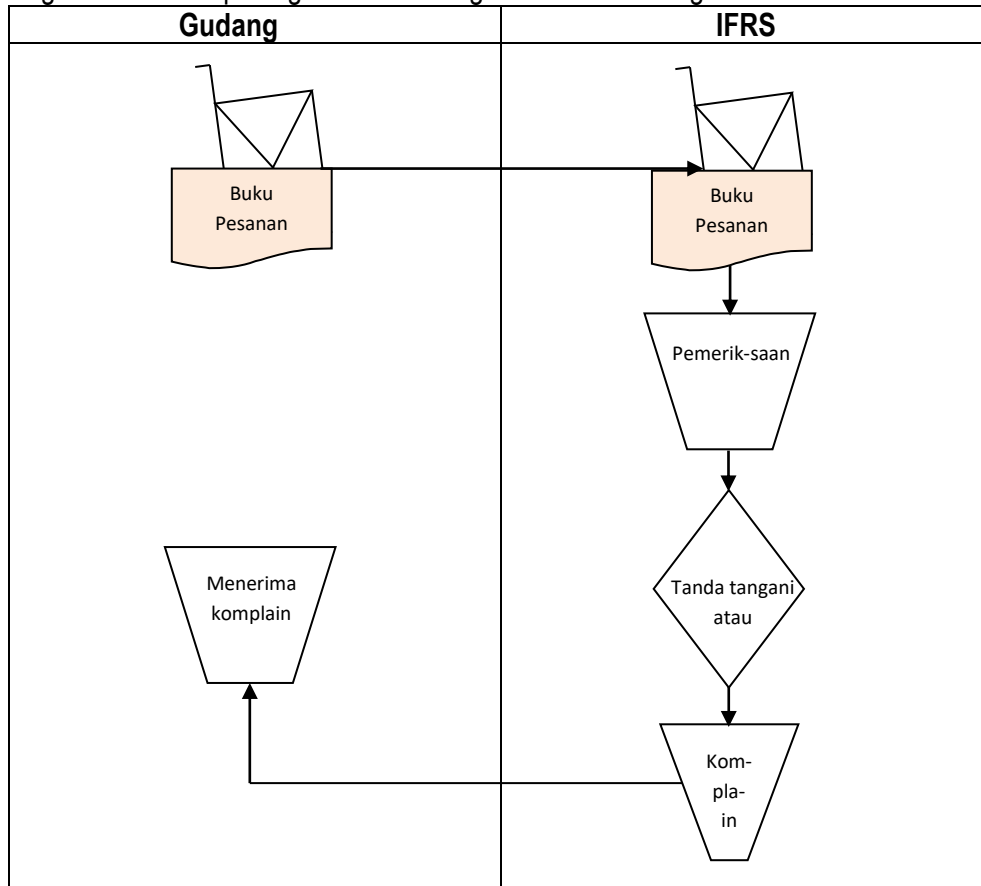 Gudang
IFRS
Buku
Pesanan
Buku
Pesanan
Pemerik-saan
Tanda tangani
atau
Menerima
komplain
Kom-
pla-
in